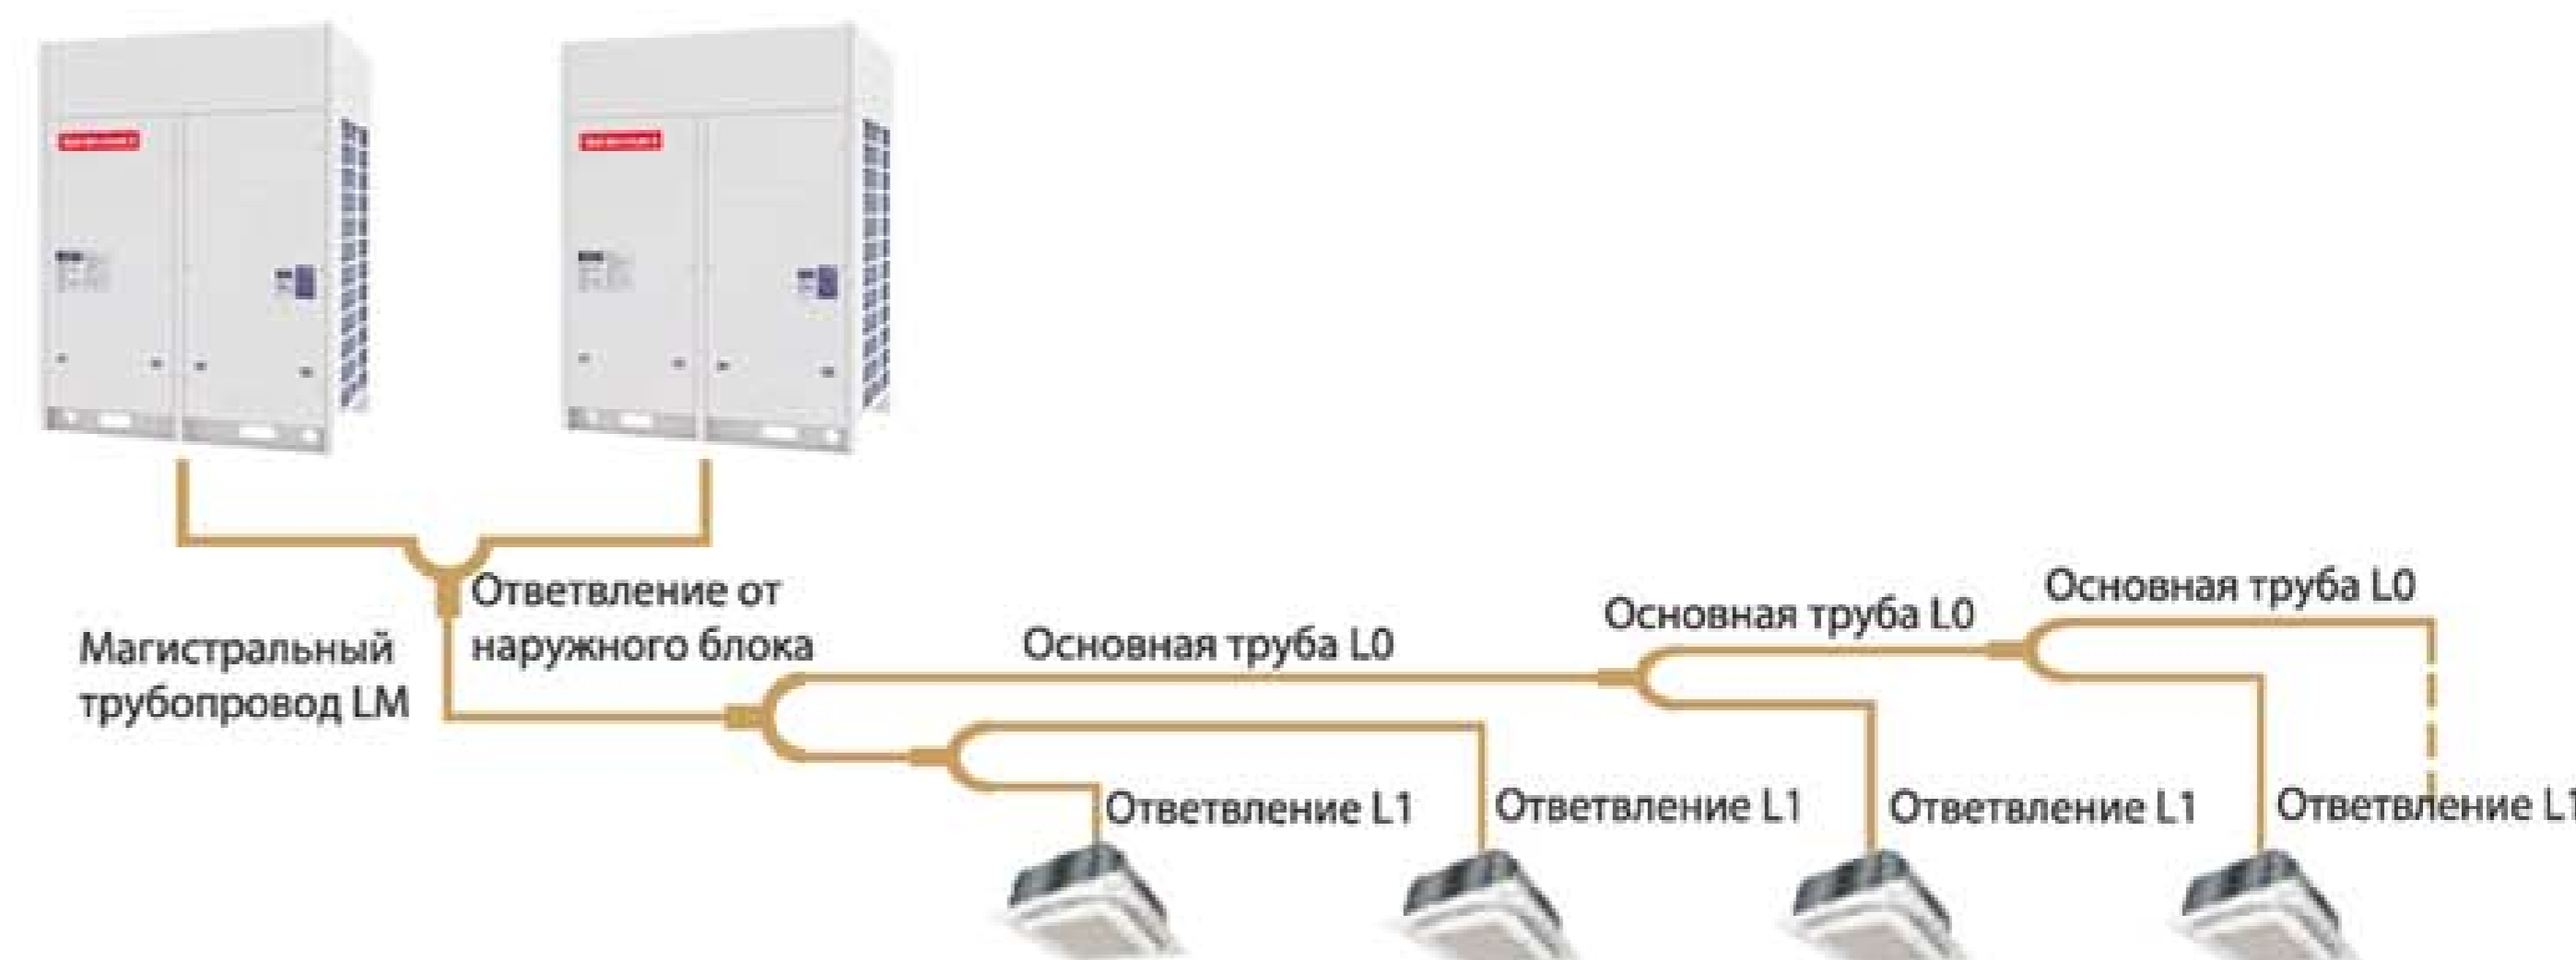 Ответвление от
наружного блока
Магистральный
трубопровод LM
Основная труба L0
Основная труба L0
Основная труба L0
Ответвление L1
Ответвление L1
Ответвление L1
Ответвление L1